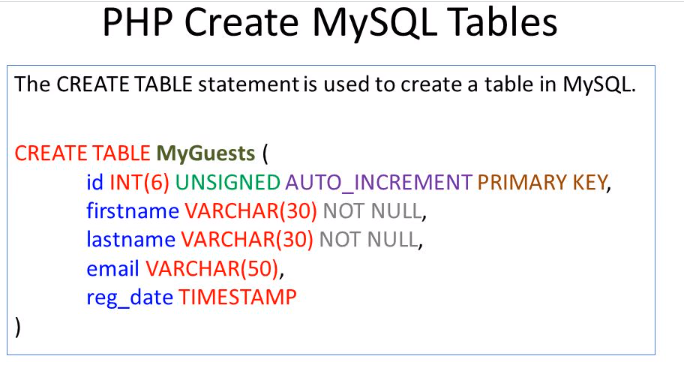 PHP Create MySQL Tables
The CREATE TABLE statement is used to create a table in MySQL.
CREATE TABLE MyGuests (
id INT(6) UNSIGNED AUTO_INCREMENT PRIMARY KEY,
firstname VARCHAR(30) NOT NULL,
lastname VARCHAR(30) NOT NULL,
email VARCHAR(50),
reg_date TIMESTAMP
)